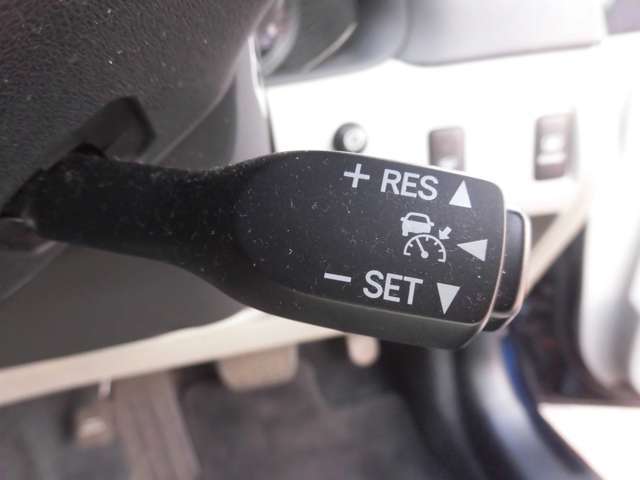 + RES
- SET